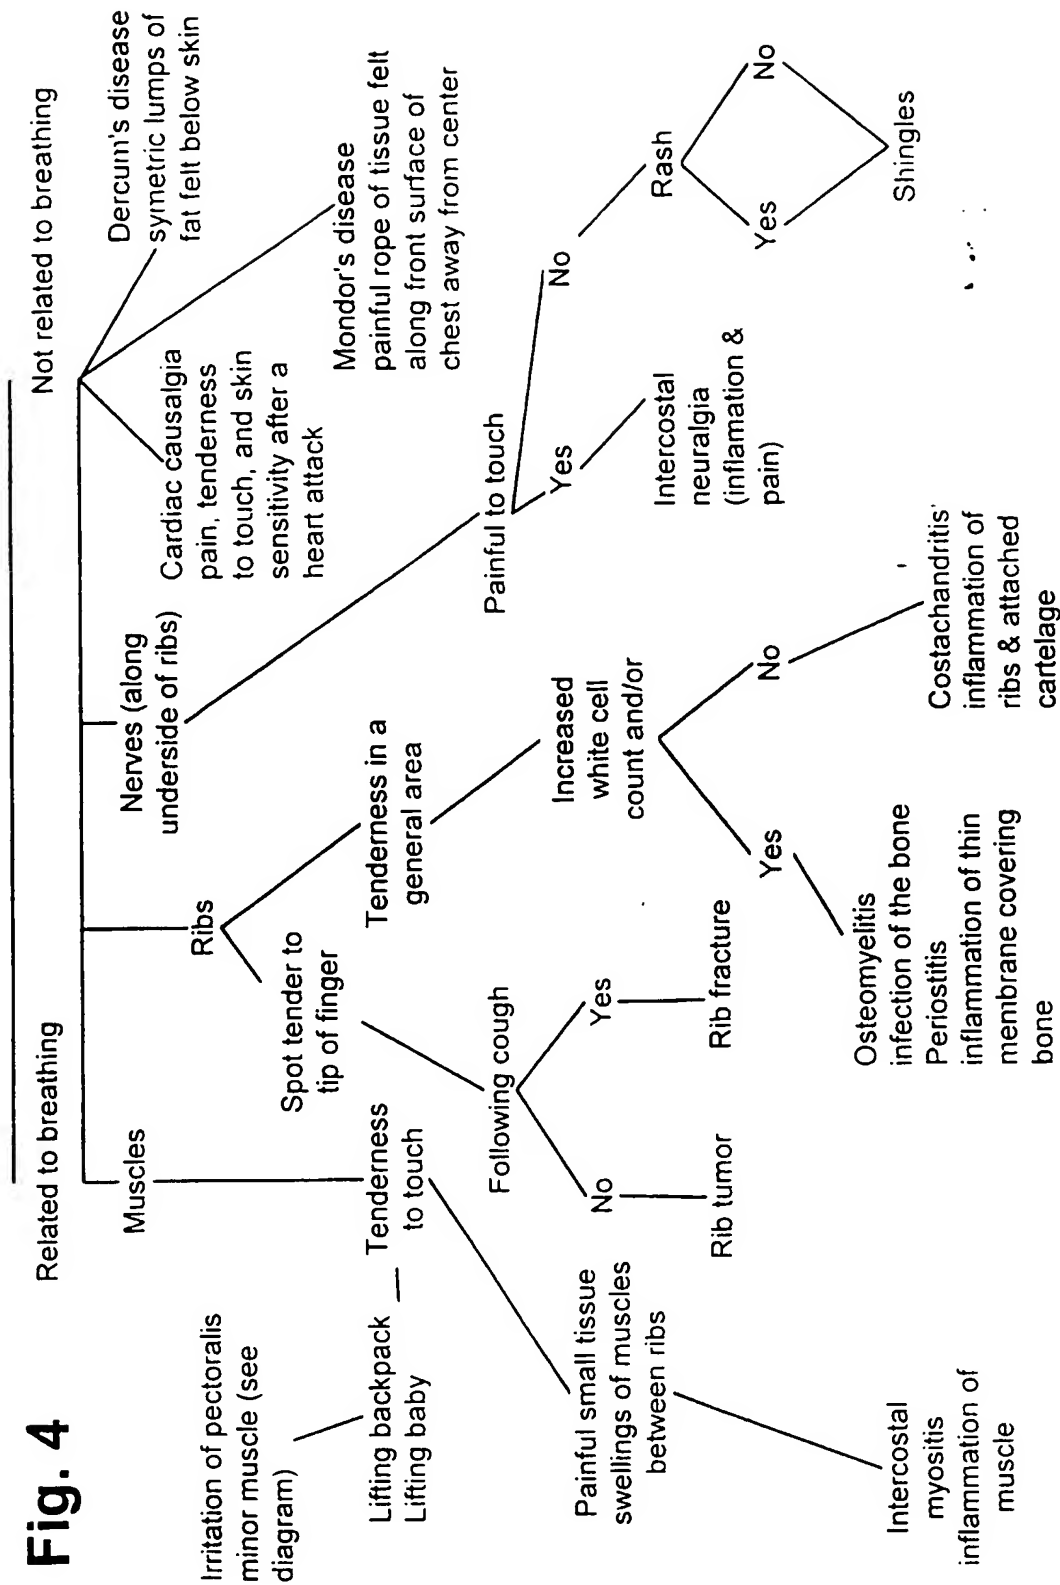 Fig. 4
Related to breathing
Not related to breathing
Muscles
Ribs
Nerves (along
underside of ribs)
Cardiac causalgia
pain, tenderness
to touch, and skin
sensitivity after a
heart attack
Dercum's disease
symetric lumps of
fat felt below skin
Mondor's disease
painful rope of tissue felt
along front surface of
chest away from center
Irritation of pectoralis
minor muscle (see
diagram)
Lifting backpack
Lifting baby
Tenderness
to touch
Spot tender to
tip of finger
Tenderness in a
general area
Painful to touch
Following cough
No
Yes
Rib tumor
Rib fracture
Painful small tissue
swellings of muscles
between ribs
Intercostal
myositis
inflamation of
muscle
Increased
white cell
count and/or
Yes
No
Osteomyelitis
infection of the bone
Periostitis
inflammation of thin
menbrane covering
bone
Costachandritis
inflammation of
ribs & attached
cartelage
Yes
No
Intercostal
neuralgia
(inflamation &
pain)
Rash
Yes
No
Shingles